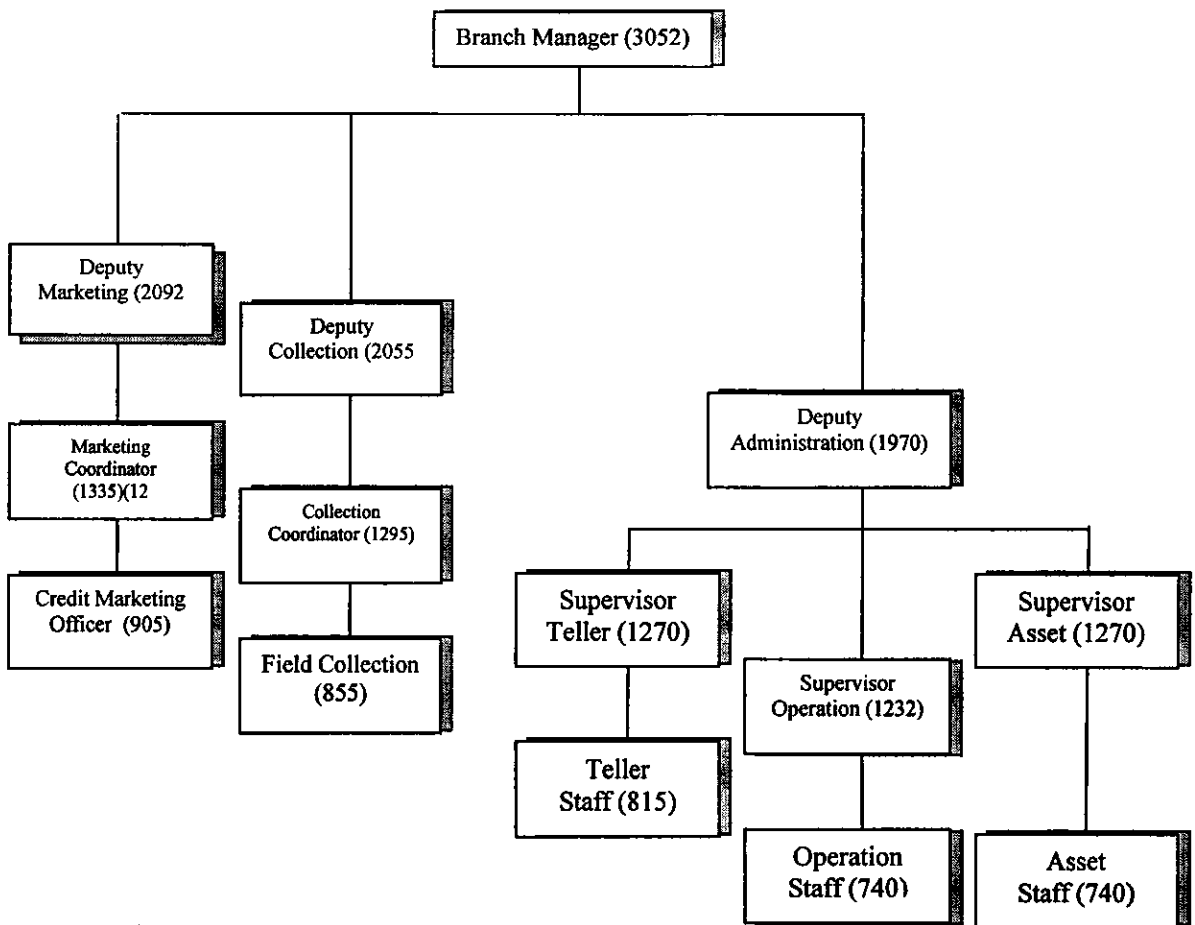 Branch Manager (3052)
Deputy
Marketing (2092
Deputy
Collection (2055
Deputy
Administration (1970)
Marketing
Coordinator
(1335)(12
Collection
Coordinator (1295)
Credit Marketing
Officer (905)
Field Collection
(855)
Supervisor
Teller (1270)
Supervisor
Operation (1232)
Supervisor
Asset (1270)
Teller
Staff (815)
Operation
Staff (740)
Asset
Staff (740)